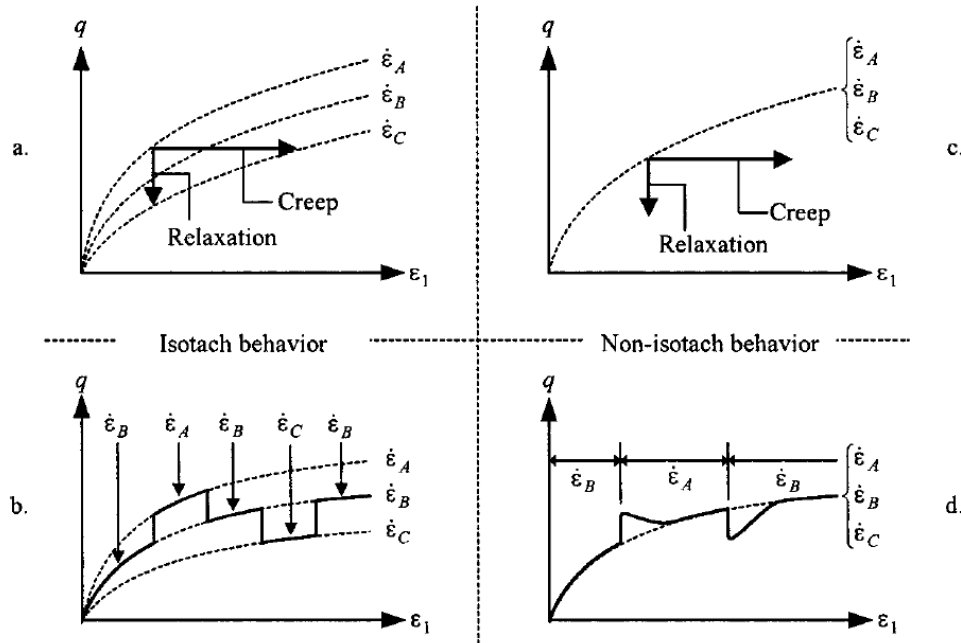 q
ε̇A
ε̇B
ε̇C
a.
Relaxation
Creep
ε1
q
ε̇A
ε̇B
ε̇C
c.
Relaxation
Creep
ε1
Isotach behavior
Non-isotach behavior
q
ε̇B ε̇A ε̇B ε̇C ε̇B
ε̇A
ε̇B
ε̇C
b.
ε1
q
ε̇B ε̇A ε̇B
ε̇A
ε̇B
ε̇C
d.
ε1